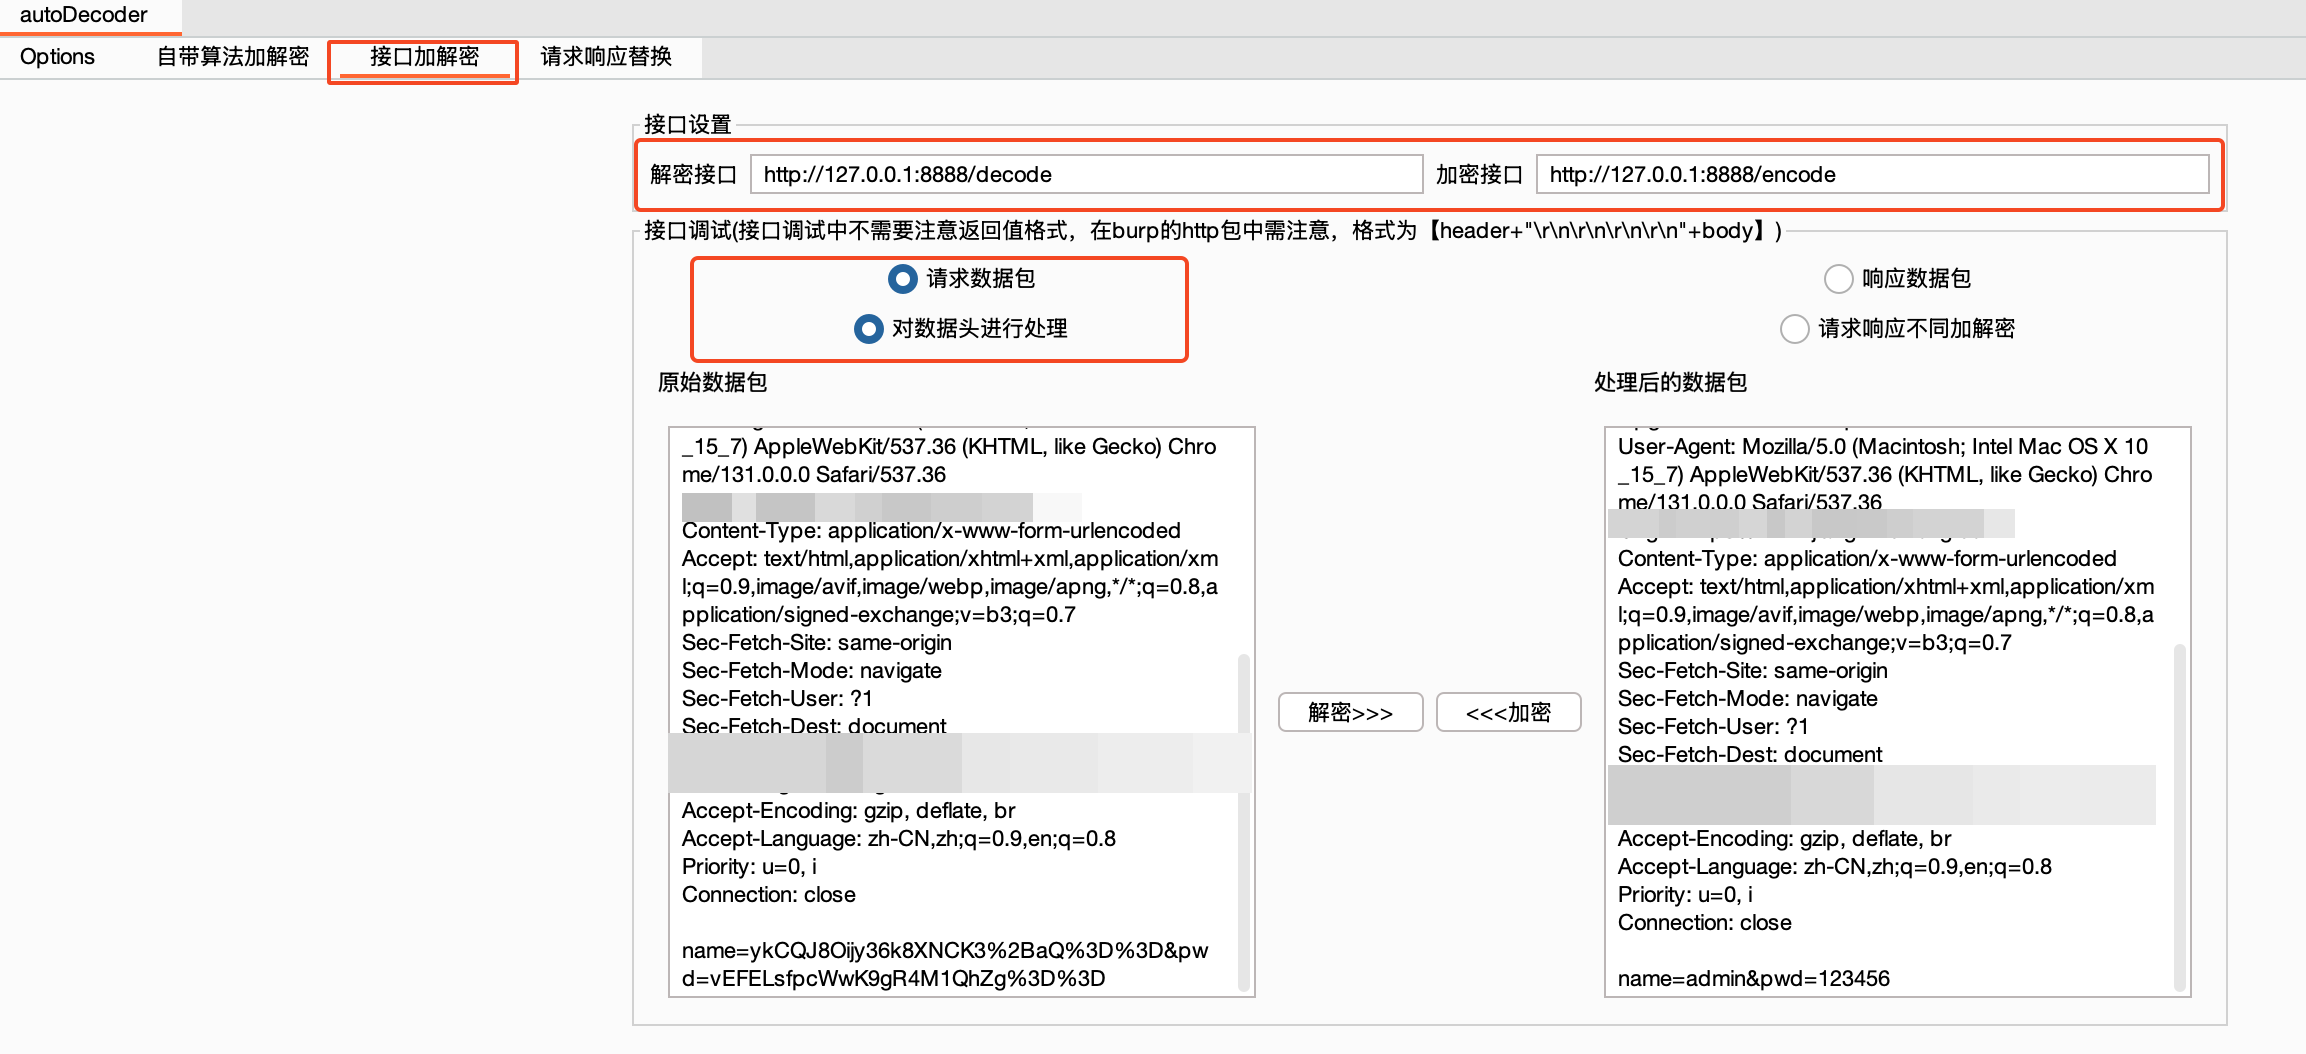 autoDecoder
Options 自带算法加解密 接口加解密 请求响应替换
接口设置
解密接口 http://127.0.0.1:8888/decode 加密接口 http://127.0.0.1:8888/encode
接口调试(接口调试中不需要注意返回值格式，在burp的http包中需注意，格式为【header+"\r\n\r\n\r\n\r\n"+body】)
请求数据包 响应数据包
对数据头进行处理 请求响应不同加解密
原始数据包
_15_7) AppleWebKit/537.36 (KHTML, like Gecko) Chro
me/131.0.0.0 Safari/537.36
Content-Type: application/x-www-form-urlencoded
Accept: text/html,application/xhtml+xml,application/xm
l;q=0.9,image/avif,image/webp,image/apng,*/*;q=0.8,a
pplication/signed-exchange;v=b3;q=0.7
Sec-Fetch-Site: same-origin
Sec-Fetch-Mode: navigate
Sec-Fetch-User: ?1
Sec-Fetch-Dest: document
Accept-Encoding: gzip, deflate, br
Accept-Language: zh-CN,zh;q=0.9,en;q=0.8
Priority: u=0, i
Connection: close
name=ykCQJ8Oijy36k8XNCK3%2BaQ%3D%3D&pw
d=vEFELsfpcWwK9gR4M1QhZg%3D%3D
解密>>> <<<加密
处理后的数据包
User-Agent: Mozilla/5.0 (Macintosh; Intel Mac OS X 10
_15_7) AppleWebKit/537.36 (KHTML, like Gecko) Chro
me/131.0.0.0 Safari/537.36
Content-Type: application/x-www-form-urlencoded
Accept: text/html,application/xhtml+xml,application/xm
l;q=0.9,image/avif,image/webp,image/apng,*/*;q=0.8,a
pplication/signed-exchange;v=b3;q=0.7
Sec-Fetch-Site: same-origin
Sec-Fetch-Mode: navigate
Sec-Fetch-User: ?1
Sec-Fetch-Dest: document
Accept-Encoding: gzip, deflate, br
Accept-Language: zh-CN,zh;q=0.9,en;q=0.8
Priority: u=0, i
Connection: close
name=admin&pwd=123456